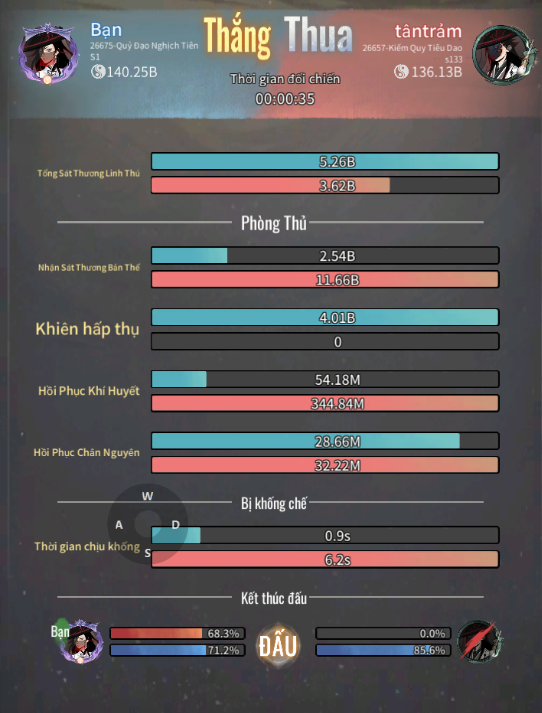 Bạn
26675-Quỷ Đạo Nghịch Tiên
S1
140.25B
Thắng Thua
Thời gian đối chiến
00:00:35
tântrảm
26657-Kiếm Quy Tiêu Dao
s133
136.13B
Tổng Sát Thương Linh Thú
5.26B
3.62B
Phòng Thủ
Nhận Sát Thương Bản Thể
2.54B
11.66B
Khiên hấp thụ
4.01B
0
Hồi Phục Khí Huyết
54.18M
344.84M
Hồi Phục Chân Nguyên
28.66M
32.22M
Bị khống chế
W
A D
S
Thời gian chịu khống
0.9s
6.2s
Kết thúc đấu
Bạn
68.3%
71.2%
ĐẤU
0.0%
85.6%